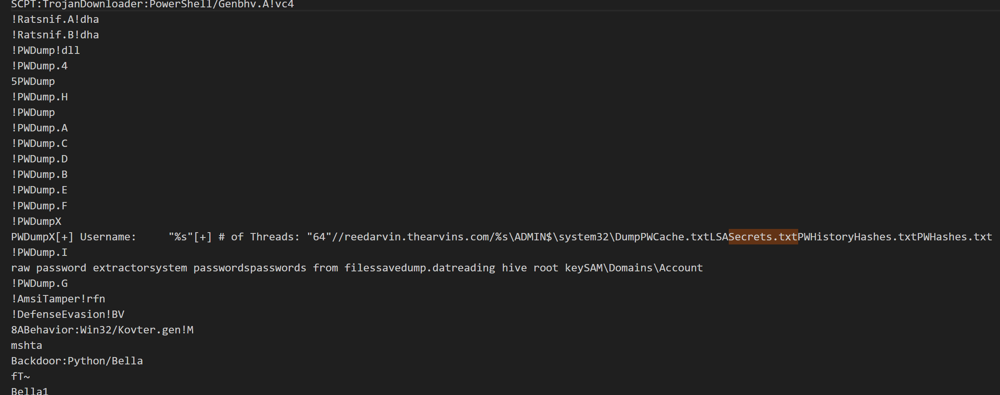 SCPT:TrojanDownloader:PowerShell/Genbhv.A!vc4
!Ratsnif.A!dha
!Ratsnif.B!dha
!PWDump!dll
!PWDump.4
5PWDump
!PWDump.H
!PWDump
!PWDump.A
!PWDump.C
!PWDump.D
!PWDump.B
!PWDump.E
!PWDump.F
!PWDumpX
PWDumpX[+] Username:     "%s"[+] # of Threads: "64"//reedarvin.thearvins.com/%s\ADMIN$\system32\DumpPWCache.txtLSASecrets.txtPWHistoryHashes.txtPWHashes.txt
!PWDump.I
raw password extractorsystem passwordspasswords from filessavedump.datreading hive root keySAM\Domains\Account
!PWDump.G
!AmsiTamper!rfn
!DefenseEvasion!BV
8ABehavior:Win32/Kovter.gen!M
mshta
Backdoor:Python/Bella
fT~
Bella1